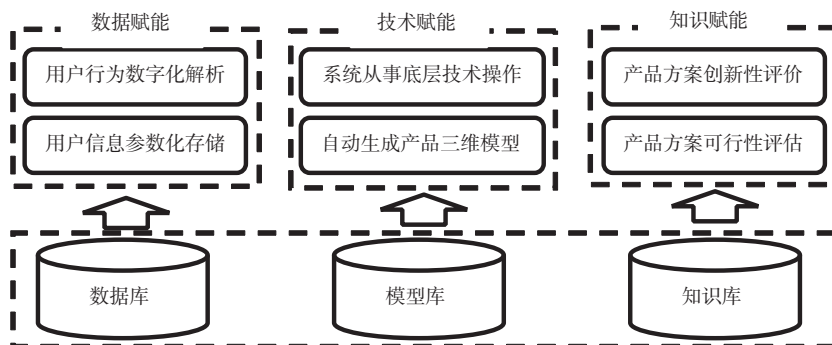 数据赋能
技术赋能
知识赋能
用户行为数字化解析
系统从事底层技术操作
产品方案创新性评价
用户信息参数化存储
自动生成产品三维模型
产品方案可行性评估
数据库
模型库
知识库